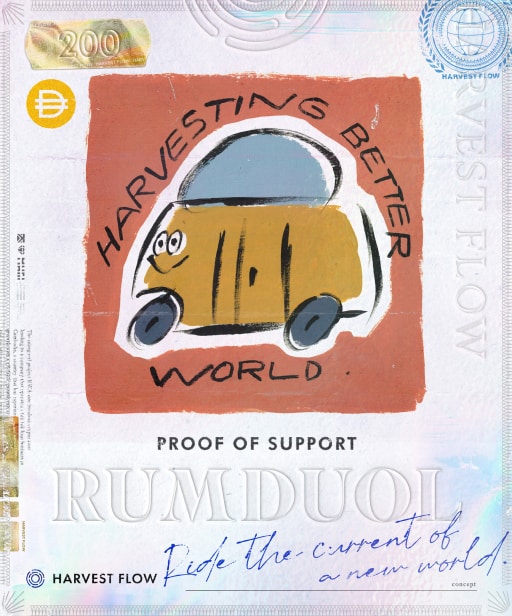 200
HARVEST FLOW
HARVEST FLOW
HARVESTING BETTER
WORLD.
PROOF OF SUPPORT
RUMDUOL
Ride the current of
a new world.
HARVEST FLOW
concept